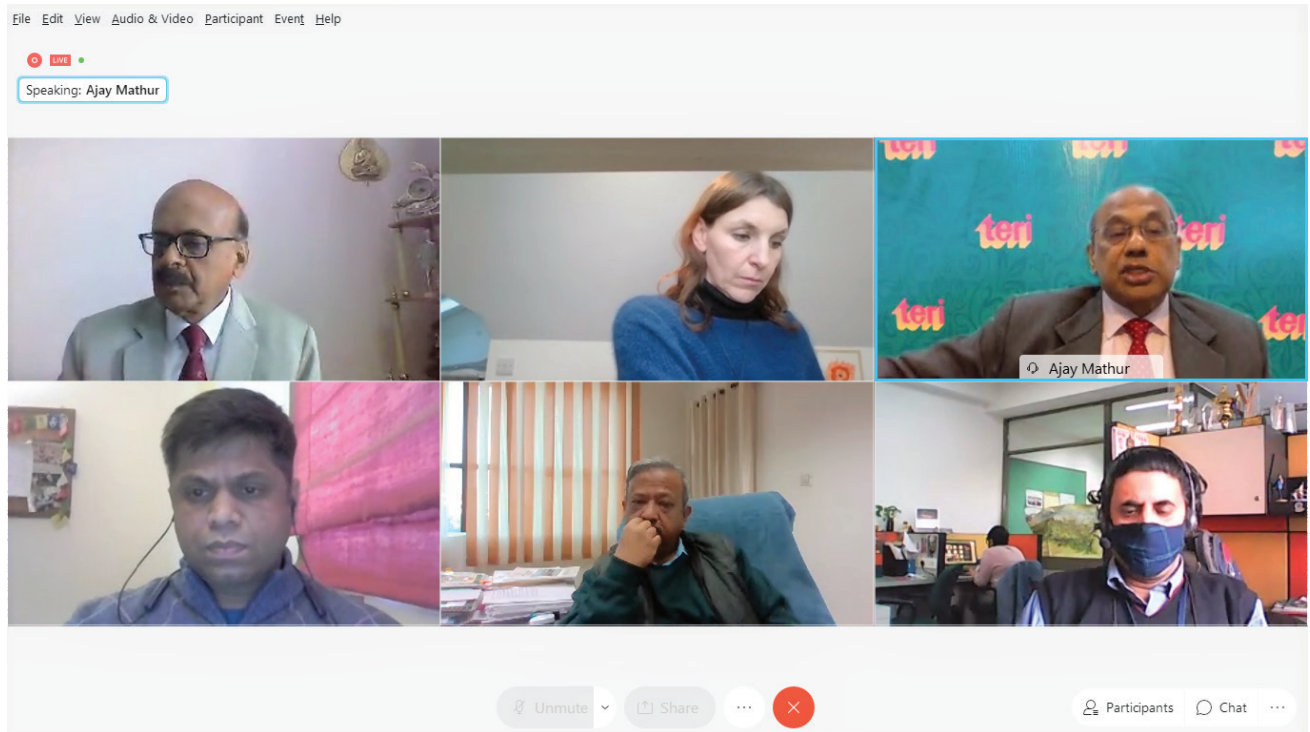 File Edit View Audio & Video Participant Event Help
LIVE
Speaking: Ajay Mathur
teri teri
teri teri
teri
Ajay Mathur
Unmute Share ...
Participants Chat ...